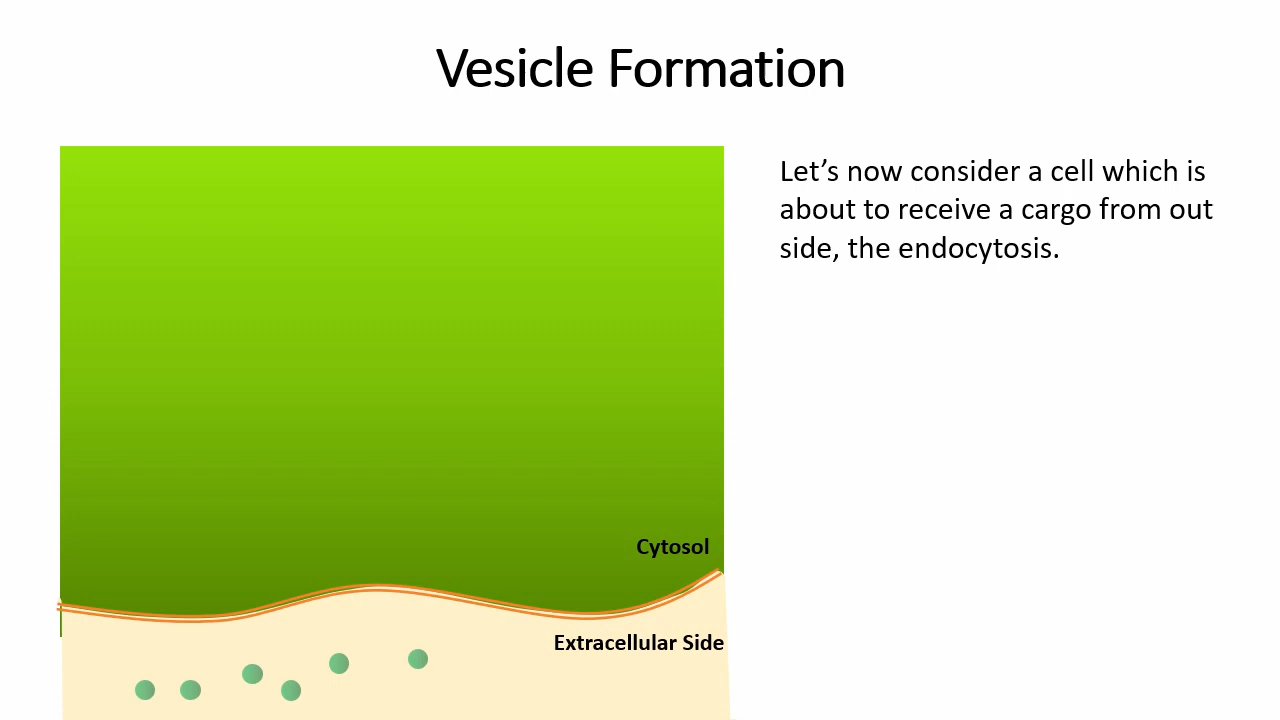 Vesicle Formation
Let’s now consider a cell which is
about to receive a cargo from out
side, the endocytosis.
Cytosol
Extracellular Side